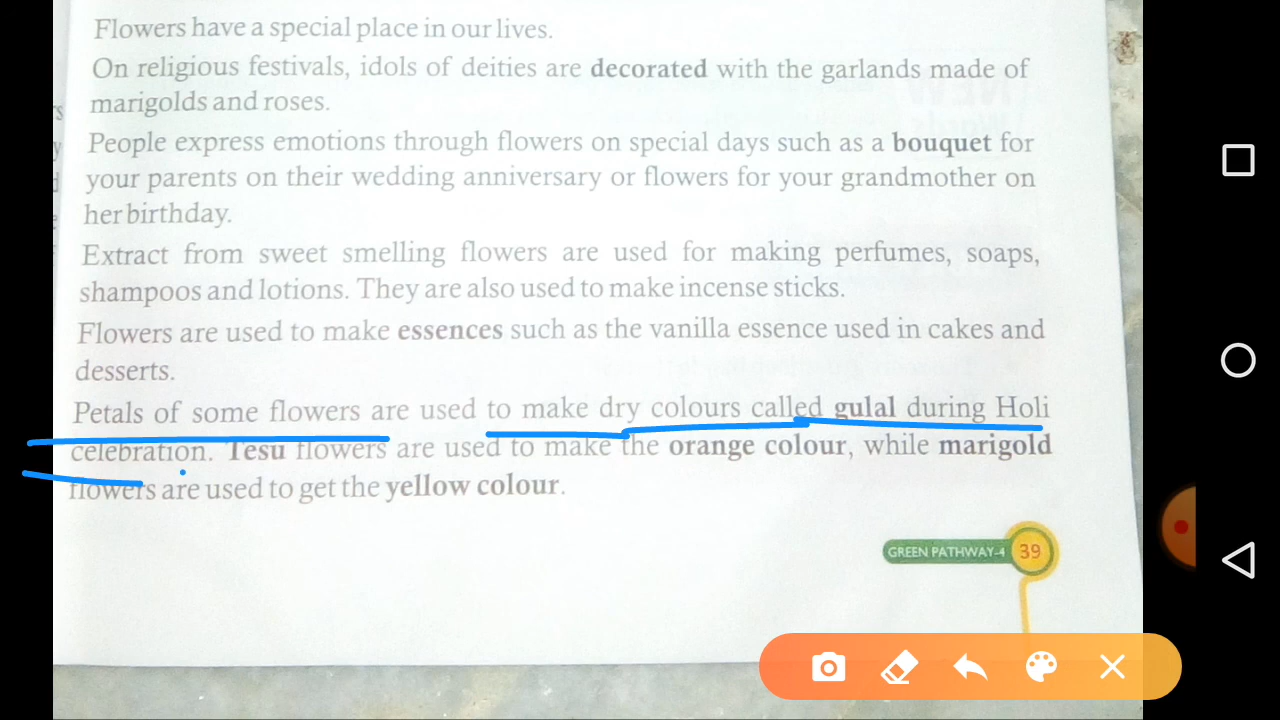 Flowers have a special place in our lives.
On religious festivals, idols of deities are decorated with the garlands made of
marigolds and roses.
People express emotions through flowers on special days such as a bouquet for
your parents on their wedding anniversary or flowers for your grandmother on
her birthday.
Extract from sweet smelling flowers are used for making perfumes, soaps,
shampoos and lotions. They are also used to make incense sticks.
Flowers are used to make essences such as the vanilla essence used in cakes and
desserts.
Petals of some flowers are used to make dry colours called gulal during Holi
celebration. Tesu flowers are used to make the orange colour, while marigold
flowers are used to get the yellow colour.
GREEN PATHWAY-4 39